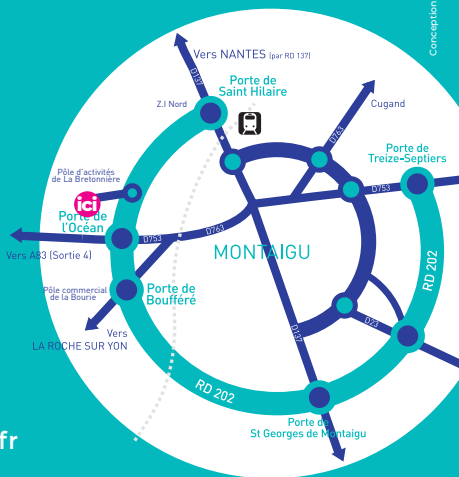 Conception
Vers NANTES (par RD 137)
D137
Porte de
Saint Hilaire
Z.I Nord
Cugand
D763
Porte de
Treize-Septiers
D753
Pôle d'activités
de La Bretonnière
ici
Porte de
l'Océan
D753
D763
Vers A83 (Sortie 4)
MONTAIGU
RD 202
Pôle commercial
de la Bourie
Porte de
Boufféré
Vers
LA ROCHE SUR YON
D137
D23
RD 202
Porte de
St Georges de Montaigu
fr